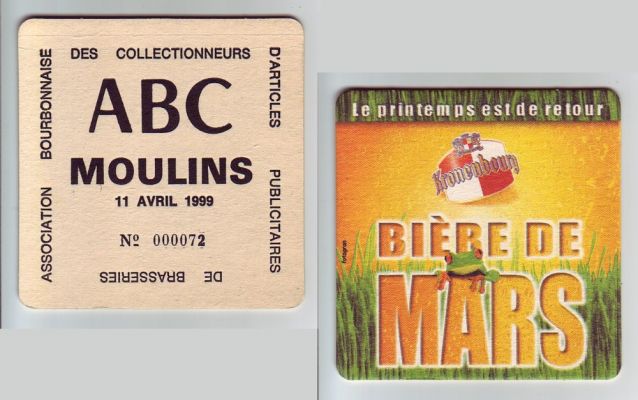 ASSOCIATION BOURBONNAISE
DES COLLECTIONNEURS
D'ARTICLES PUBLICITAIRES
DE BRASSERIES
ABC
MOULINS
11 AVRIL 1999
Nº 000072
Le printemps est de retour
Kronenbourg
BIÈRE DE
MARS